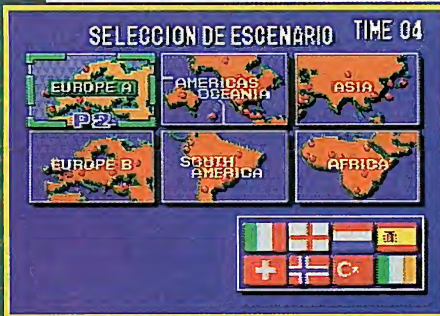 SELECCION DE ESCENARIO TIME 04
EUROPE A
P2
AMERICAS
OCEANIA
ASIA
EUROPE B
SOUTH
AMERICA
AFRICA